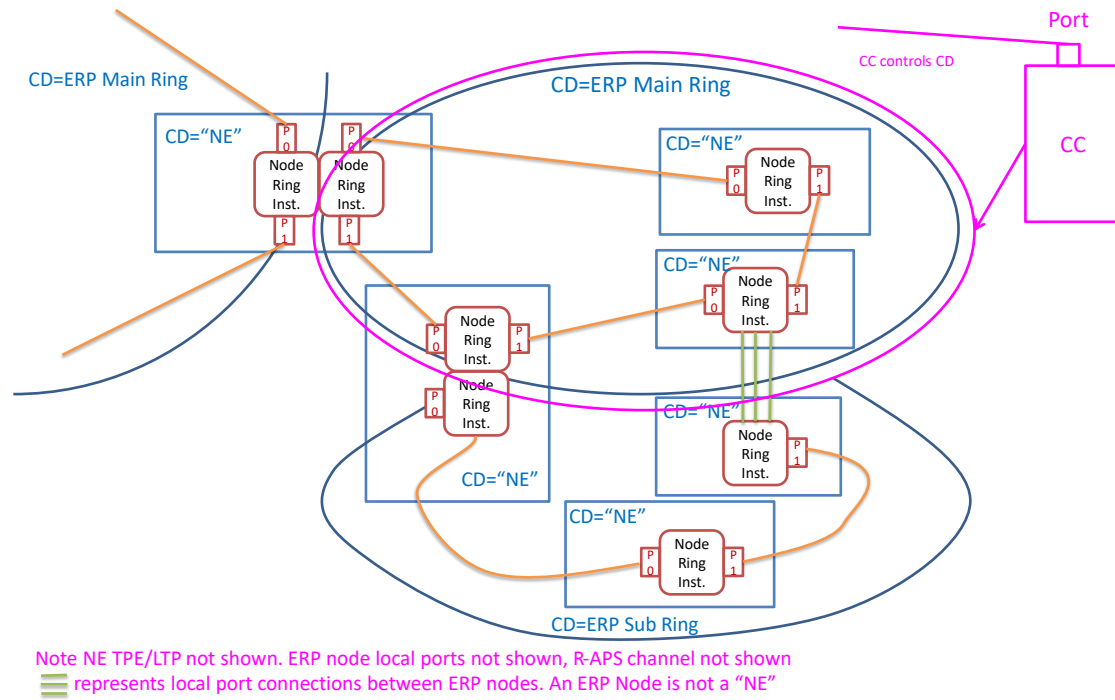 Port
CD=ERP Main Ring
CD=ERP Main Ring
CC controls CD
CC
CD="NE"
P
0
P
0
Node
Ring
Inst.
Node
Ring
Inst.
P
1
P
1
CD="NE"
P
0
Node
Ring
Inst.
P
1
CD="NE"
P
0
Node
Ring
Inst.
P
1
P
0
Node
Ring
Inst.
P
1
P
0
Node
Ring
Inst.
CD="NE"
CD="NE"
Node
Ring
Inst.
P
1
CD="NE"
P
0
Node
Ring
Inst.
P
1
CD=ERP Sub Ring
Note NE TPE/LTP not shown. ERP node local ports not shown, R-APS channel not shown
represents local port connections between ERP nodes. An ERP Node is not a "NE"